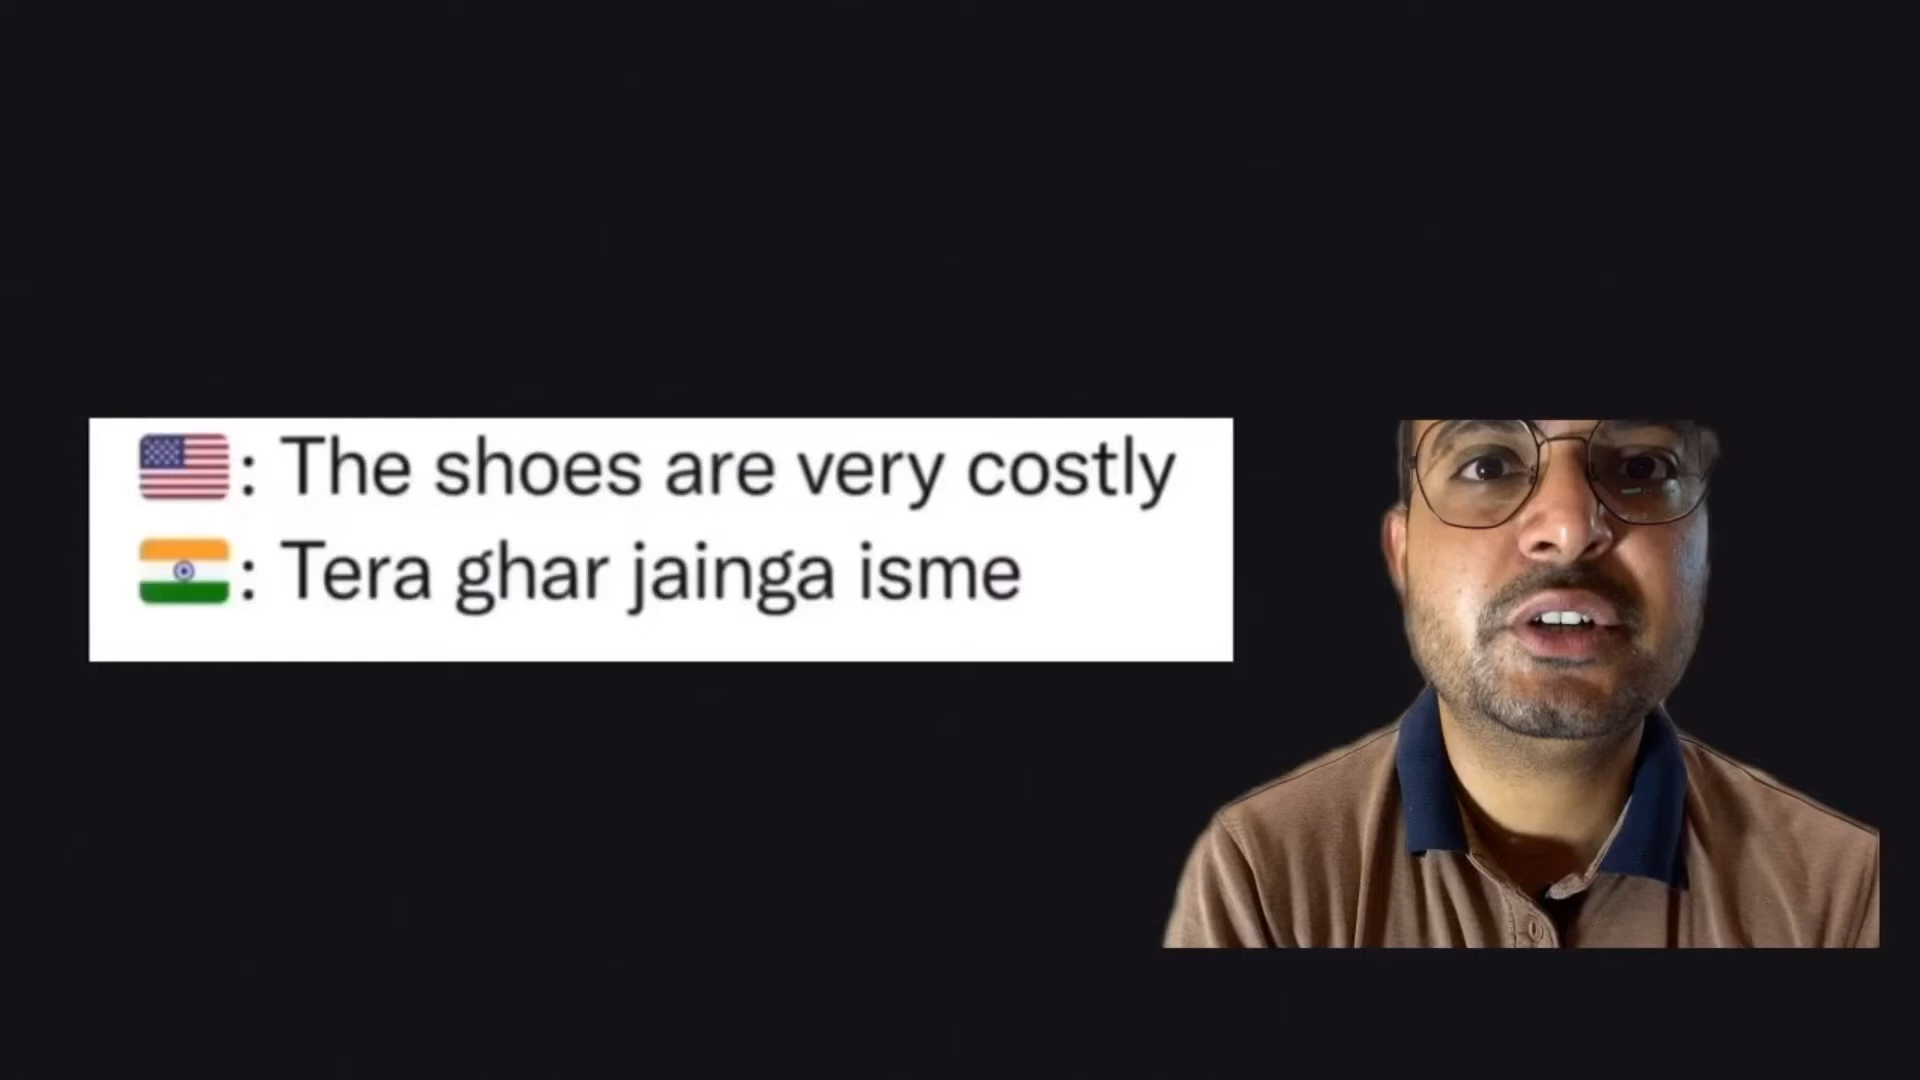 🇺🇸: The shoes are very costly
🇮🇳: Tera ghar jainga isme